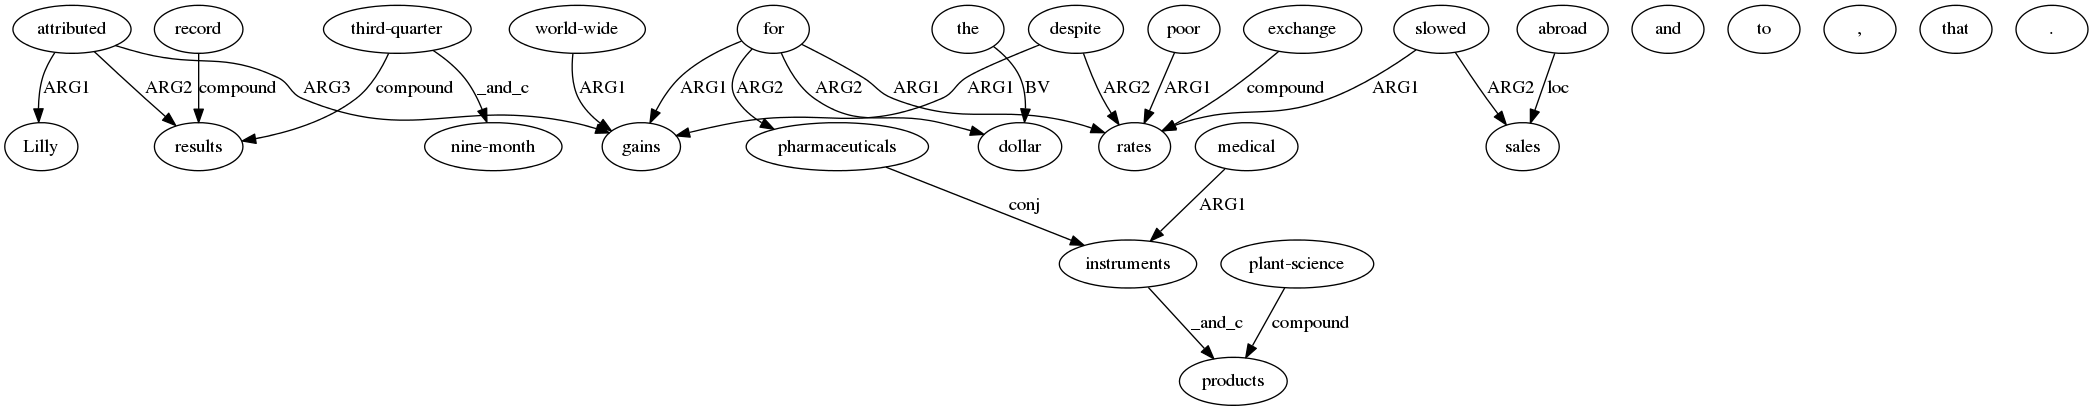 attributed record third-quarter world-wide for the despite poor exchange slowed abroad and to , that .
ARG1 ARG2 compound ARG3 compound _and_c ARG1 ARG1 ARG2 ARG2 ARG1 ARG1 BV ARG2 ARG1 compound ARG1 ARG2 loc
Lilly results nine-month gains pharmaceuticals dollar rates medical sales
conj ARG1
instruments plant-science
_and_c compound
products